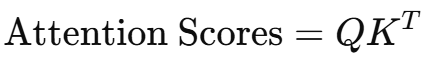 Attention Scores = QK^T